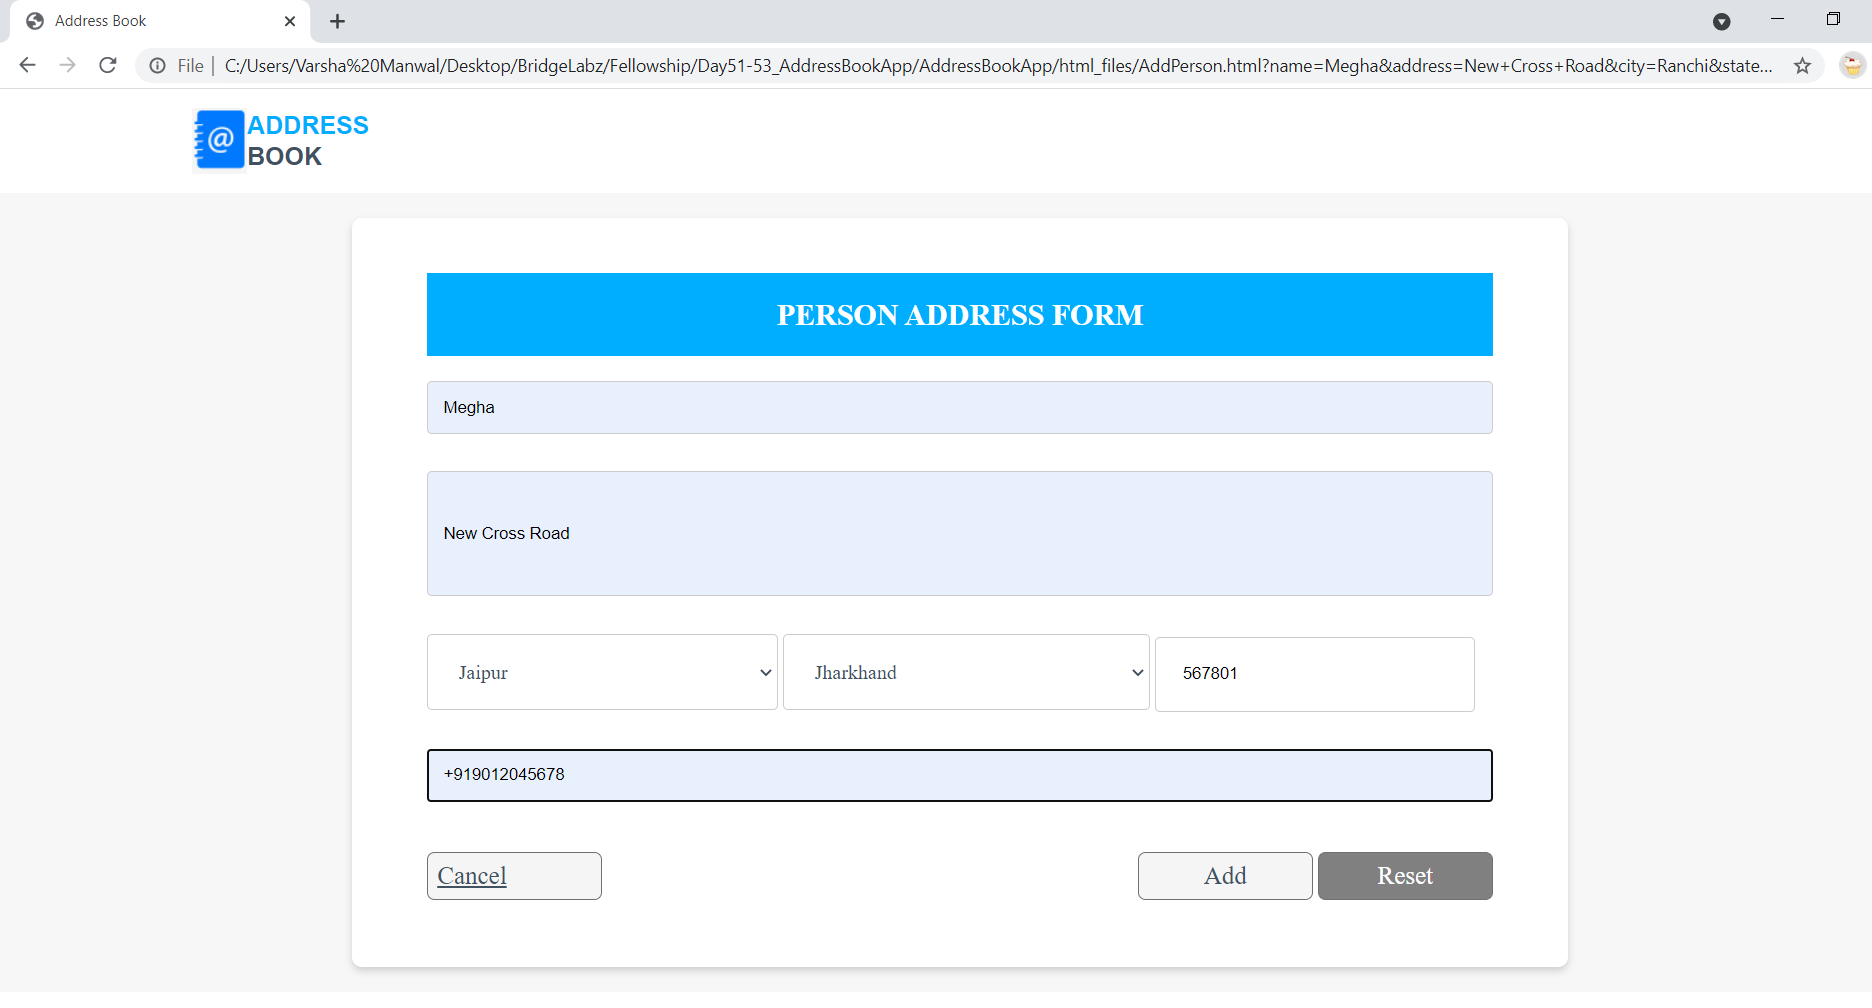 Address Book
File
C:/Users/Varsha%20Manwal/Desktop/BridgeLabz/Fellowship/Day51-53_AddressBookApp/AddressBookApp/html_files/AddPerson.html?name=Megha&address=New+Cross+Road&city=Ranchi&state...
@
ADDRESS
BOOK
PERSON ADDRESS FORM
Megha
New Cross Road
Jaipur Jharkhand 567801
+919012045678
Cancel Add Reset